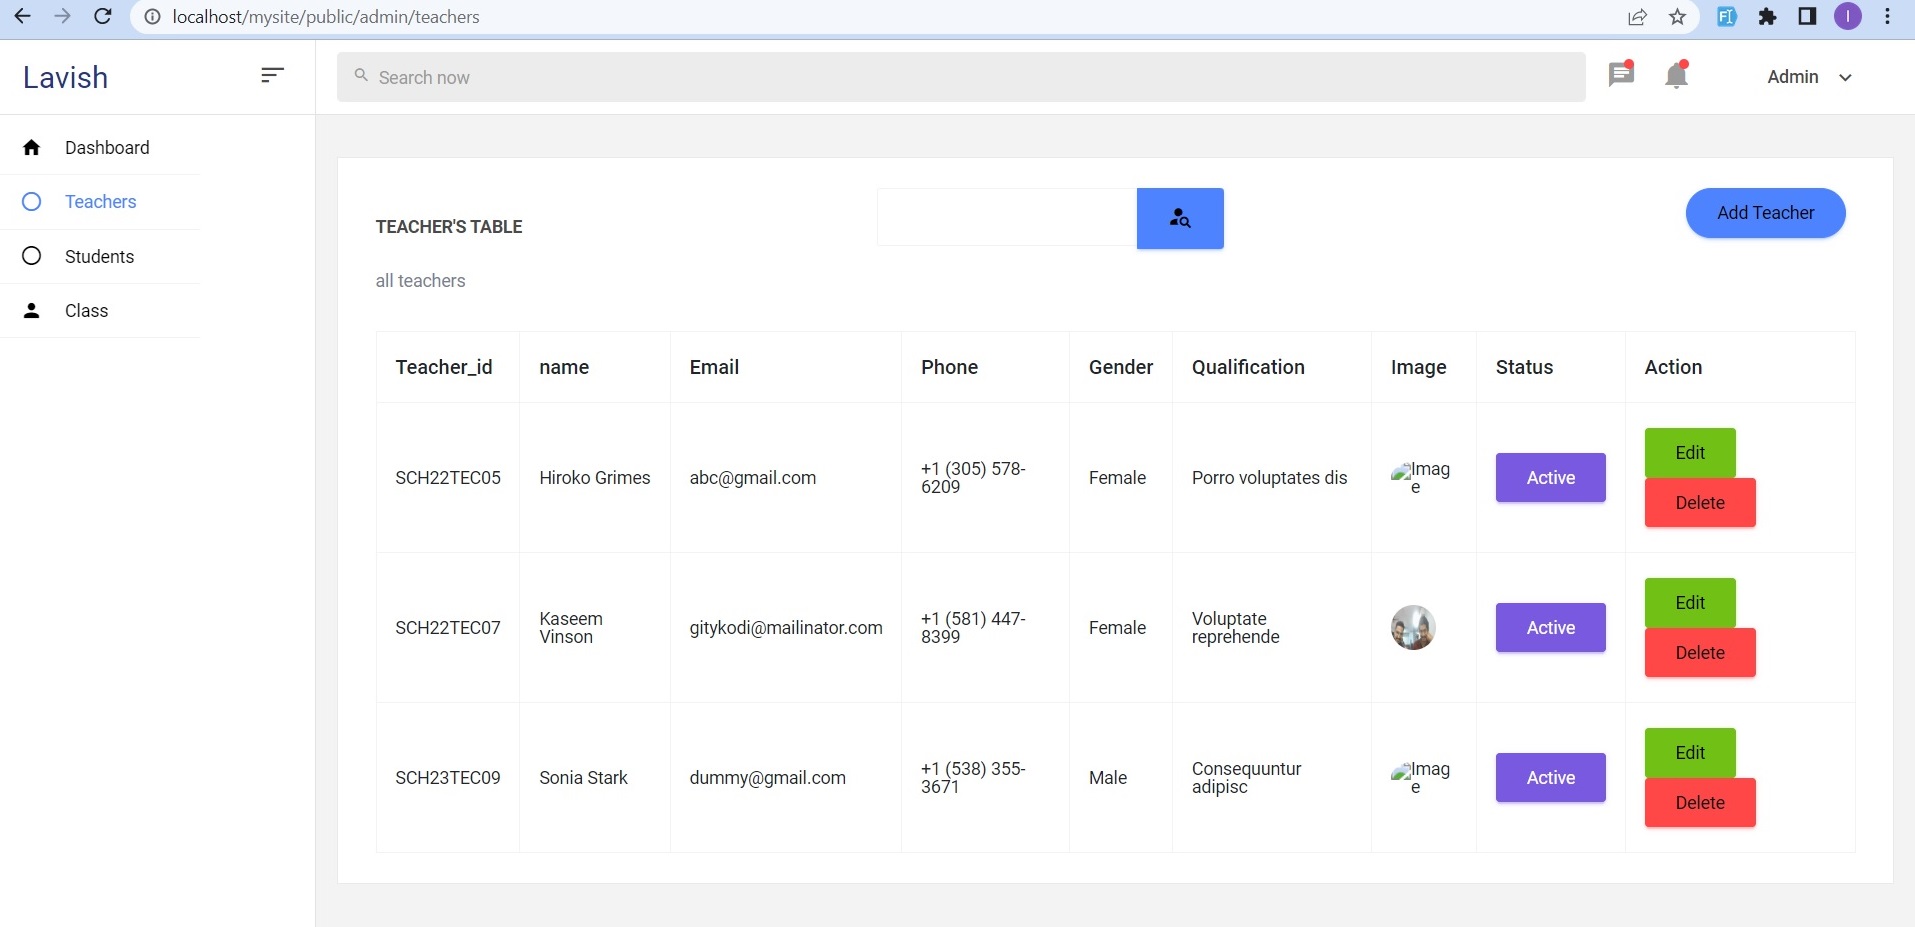 localhost/mysite/public/admin/teachers
I
Lavish
Search now
Admin
Dashboard
Teachers
Students
Class
TEACHER'S TABLE
Add Teacher
all teachers
Teacher_id name Email Phone Gender Qualification Image Status Action
SCH22TEC05 Hiroko Grimes abc@gmail.com +1 (305) 578-
6209 Female Porro voluptates dis Imag
e Active Edit
Delete
SCH22TEC07 Kaseem
Vinson gitykodi@mailinator.com +1 (581) 447-
8399 Female Voluptate
reprehende Active Edit
Delete
SCH23TEC09 Sonia Stark dummy@gmail.com +1 (538) 355-
3671 Male Consequuntur
adipisc Imag
e Active Edit
Delete